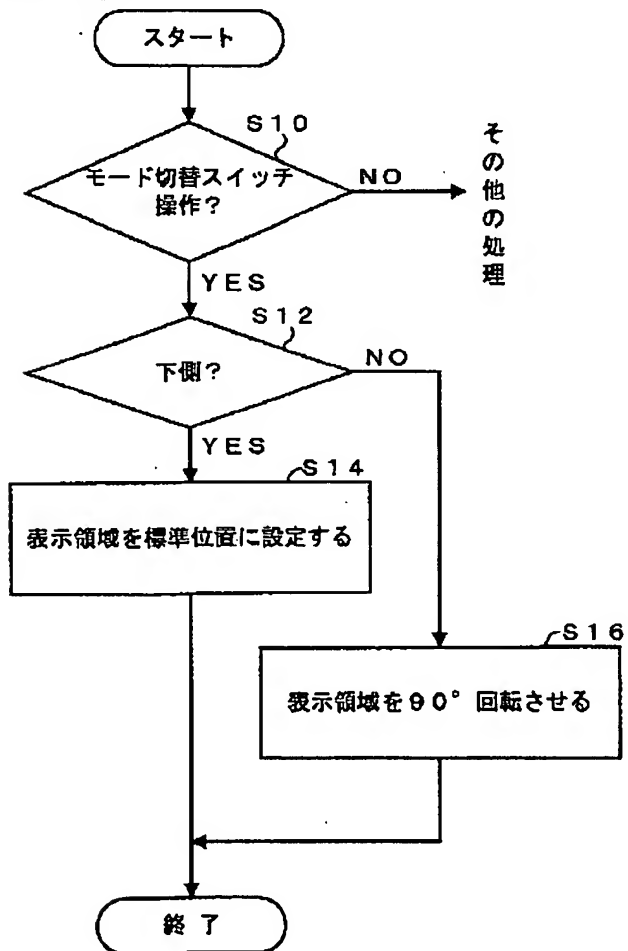 スタート
S10
モード切替スイッチ
操作?
NO
その他の処理
YES
S12
下側?
NO
YES
S14
表示領域を標準位置に設定する
S16
表示領域を90°回転させる
終了